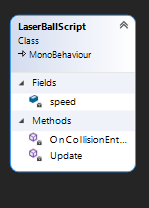 LaserBallScript
Class
MonoBehaviour
Fields
speed
Methods
OnCollisionEnt...
Update